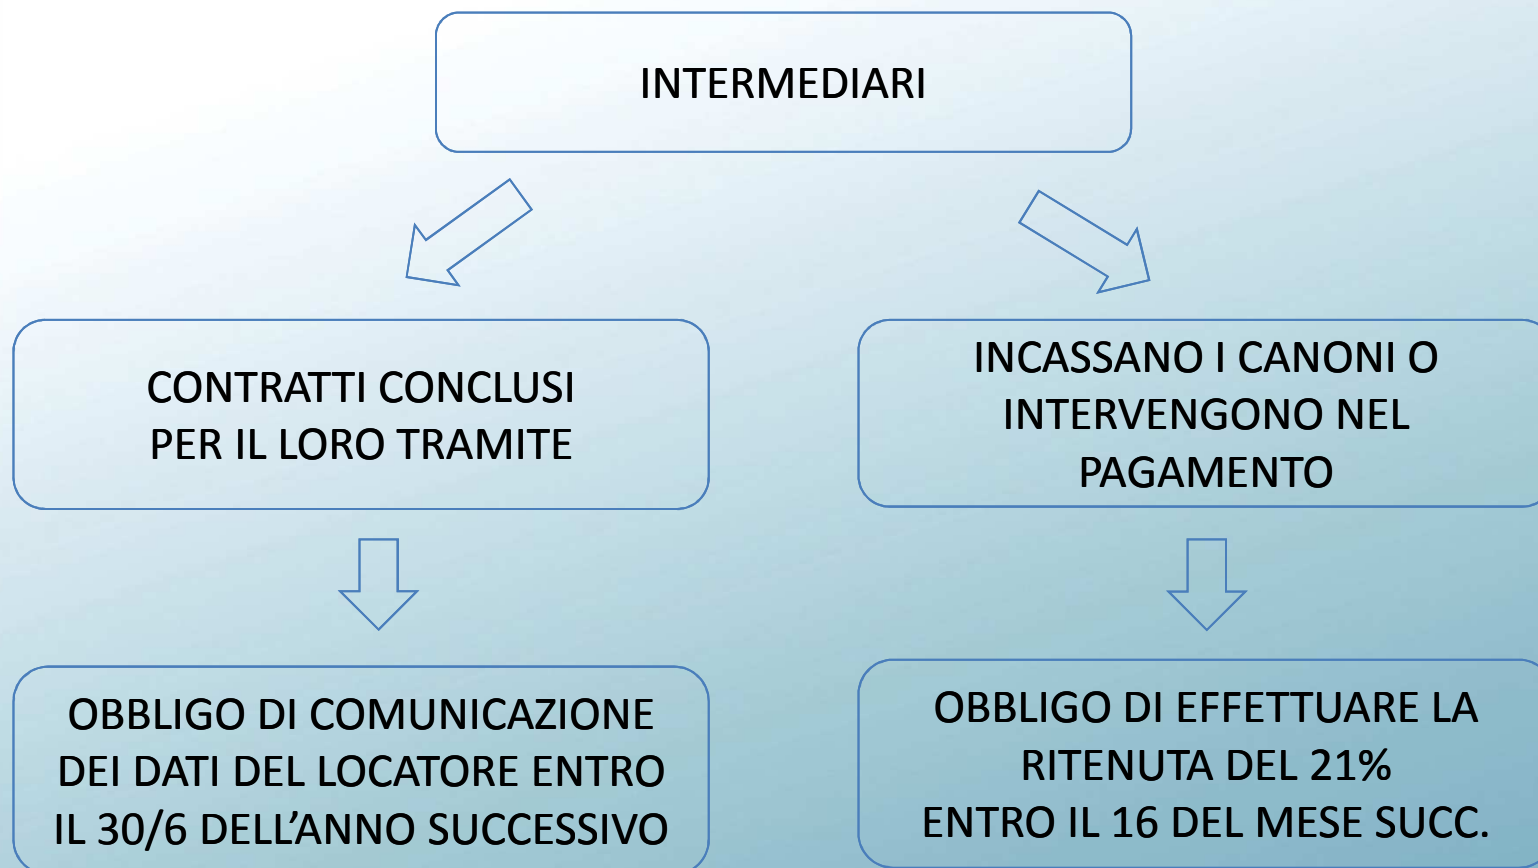 INTERMEDIARI
CONTRATTI CONCLUSI
PER IL LORO TRAMITE
INCASSANO I CANONI O
INTERVENGONO NEL
PAGAMENTO
OBBLIGO DI COMUNICAZIONE
DEI DATI DEL LOCATORE ENTRO
IL 30/6 DELL'ANNO SUCCESSIVO
OBBLIGO DI EFFETTUARE LA
RITENUTA DEL 21%
ENTRO IL 16 DEL MESE SUCC.